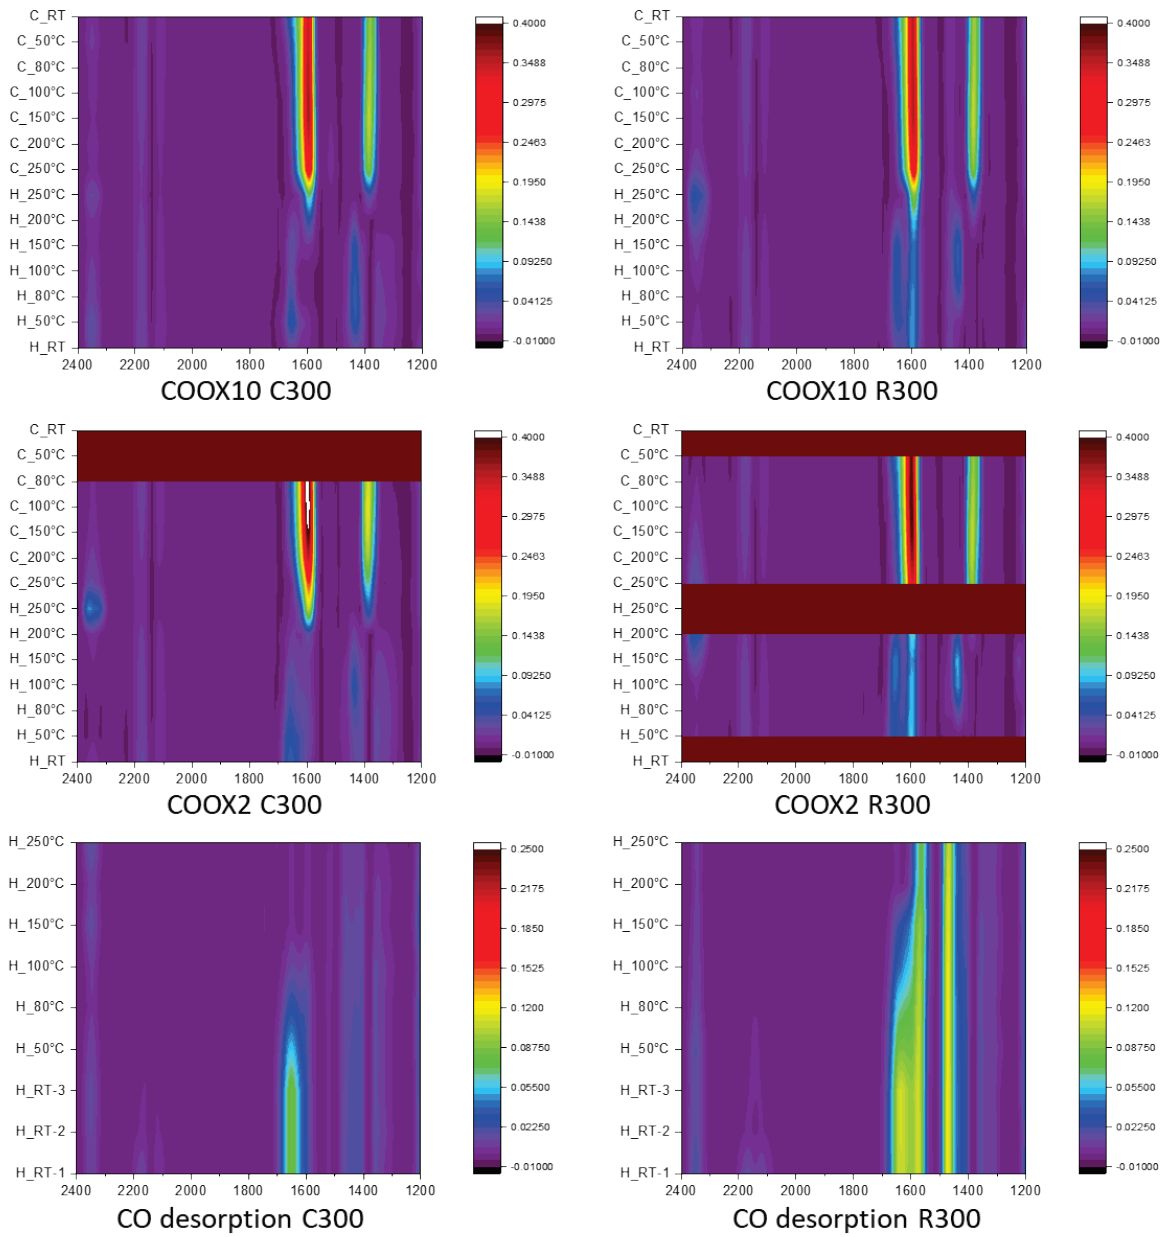 C_RT
C_50°C
C_80°C
C_100°C
C_150°C
C_200°C
C_250°C
H_250°C
H_200°C
H_150°C
H_100°C
H_80°C
H_50°C
H_RT
2400 2200 2000 1800 1600 1400 1200
0.4000
0.3488
0.2975
0.2463
0.1950
0.1438
0.09250
0.04125
-0.01000
COOX10 C300
C_RT
C_50°C
C_80°C
C_100°C
C_150°C
C_200°C
C_250°C
H_250°C
H_200°C
H_150°C
H_100°C
H_80°C
H_50°C
H_RT
2400 2200 2000 1800 1600 1400 1200
0.4000
0.3488
0.2975
0.2463
0.1950
0.1438
0.09250
0.04125
-0.01000
COOX10 R300
C_RT
C_50°C
C_80°C
C_100°C
C_150°C
C_200°C
C_250°C
H_250°C
H_200°C
H_150°C
H_100°C
H_80°C
H_50°C
H_RT
2400 2200 2000 1800 1600 1400 1200
0.4000
0.3488
0.2975
0.2463
0.1950
0.1438
0.09250
0.04125
-0.01000
COOX2 C300
C_RT
C_50°C
C_80°C
C_100°C
C_150°C
C_200°C
C_250°C
H_250°C
H_200°C
H_150°C
H_100°C
H_80°C
H_50°C
H_RT
2400 2200 2000 1800 1600 1400 1200
0.4000
0.3488
0.2975
0.2463
0.1950
0.1438
0.09250
0.04125
-0.01000
COOX2 R300
H_250°C
H_200°C
H_150°C
H_100°C
H_80°C
H_50°C
H_RT-3
H_RT-2
H_RT-1
2400 2200 2000 1800 1600 1400 1200
0.2500
0.2175
0.1850
0.1525
0.1200
0.08750
0.05500
0.02250
-0.01000
CO desorption C300
H_250°C
H_200°C
H_150°C
H_100°C
H_80°C
H_50°C
H_RT-3
H_RT-2
H_RT-1
2400 2200 2000 1800 1600 1400 1200
0.2500
0.2175
0.1850
0.1525
0.1200
0.08750
0.05500
0.02250
-0.01000
CO desorption R300